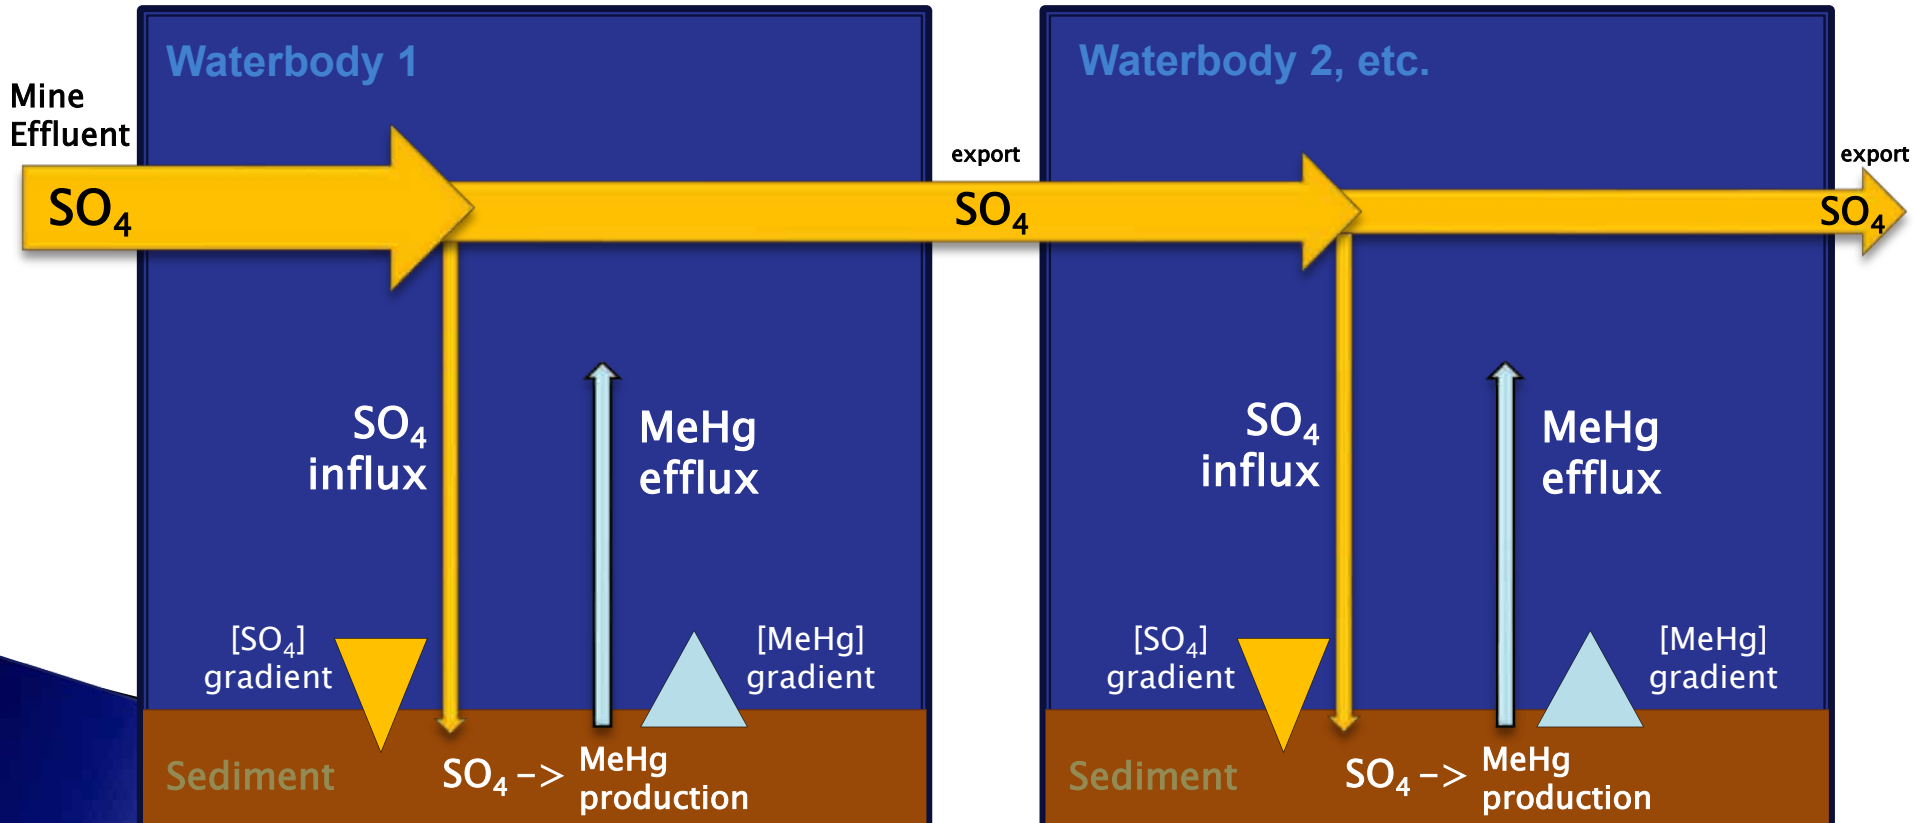 Waterbody 1
Waterbody 2, etc.
Mine
Effluent
export
export
SO₄
SO₄
SO₄
SO₄
influx
MeHg
efflux
SO₄
influx
MeHg
efflux
[SO₄]
gradient
[MeHg]
gradient
[SO₄]
gradient
[MeHg]
gradient
Sediment
SO₄ –> MeHg
production
Sediment
SO₄ –> MeHg
production